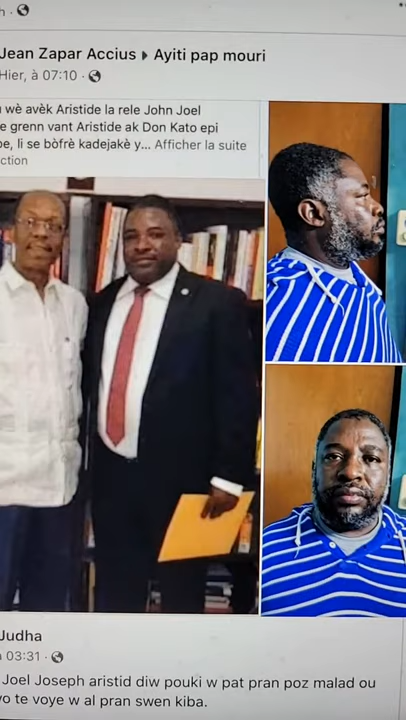 Jean Zapar Accius ▸ Ayiti pap mouri
Hier, à 07:10 ·
wè avèk Aristide la rele John Joel
e grenn vant Aristide ak Don Kato epi
be, li se bòfrè kadejakè y... Afficher la suite
ction
Judha
03:31 ·
Joel Joseph aristid diw pouki w pat pran poz malad ou
yo te voye w al pran swen kiba.